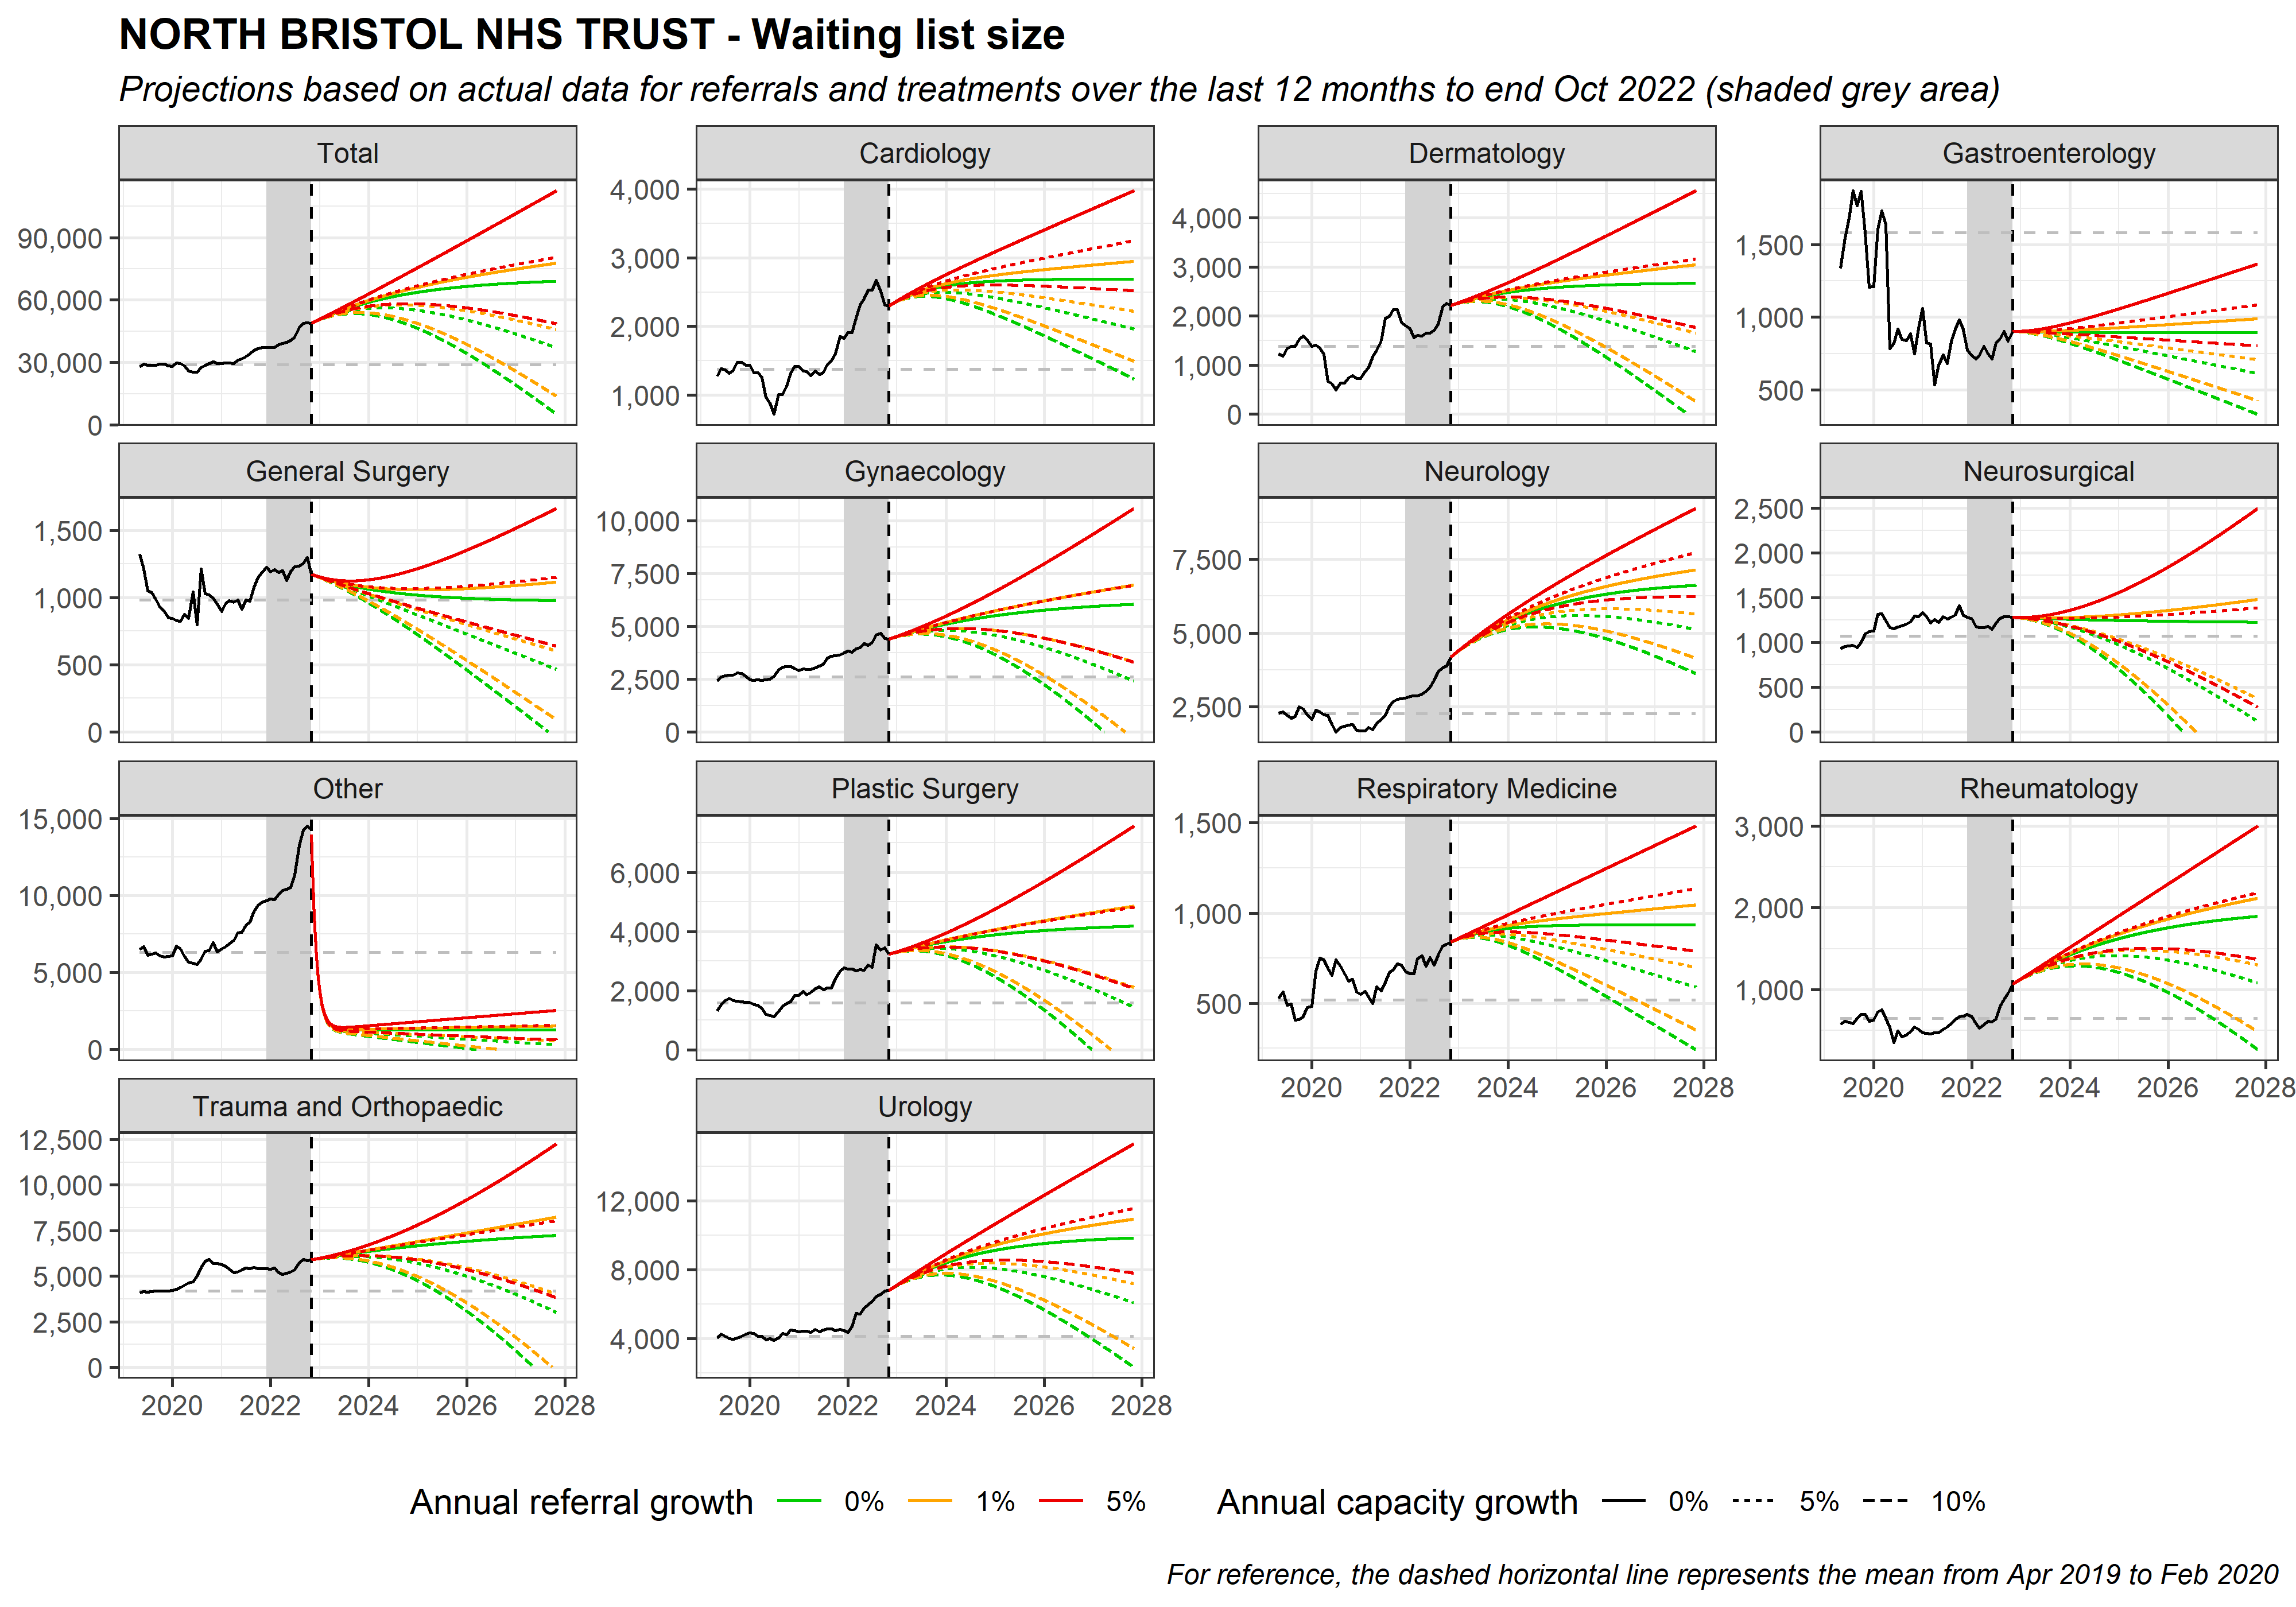 NORTH BRISTOL NHS TRUST - Waiting list size
Projections based on actual data for referrals and treatments over the last 12 months to end Oct 2022 (shaded grey area)
Total
90,000
60,000
30,000
0
Cardiology
4,000
3,000
2,000
1,000
Dermatology
4,000
3,000
2,000
1,000
0
Gastroenterology
1,500
1,000
500
General Surgery
1,500
1,000
500
0
Gynaecology
10,000
7,500
5,000
2,500
0
Neurology
7,500
5,000
2,500
Neurosurgical
2,500
2,000
1,500
1,000
500
0
Other
15,000
10,000
5,000
0
Plastic Surgery
6,000
4,000
2,000
0
Respiratory Medicine
1,500
1,000
500
2020 2022 2024 2026 2028
Rheumatology
3,000
2,000
1,000
2020 2022 2024 2026 2028
Trauma and Orthopaedic
12,500
10,000
7,500
5,000
2,500
0
2020 2022 2024 2026 2028
Urology
12,000
8,000
4,000
2020 2022 2024 2026 2028
Annual referral growth 0% 1% 5% Annual capacity growth 0% 5% 10%
For reference, the dashed horizontal line represents the mean from Apr 2019 to Feb 2020